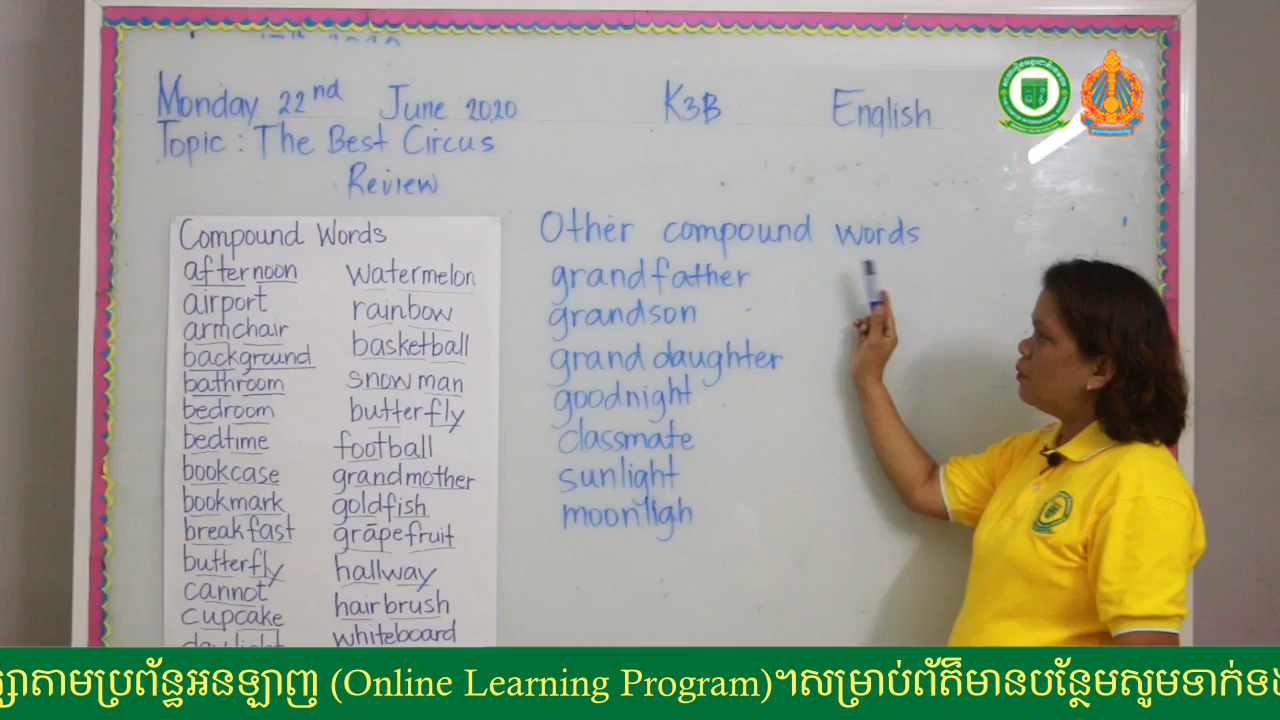 Monday 22nd June 2020 K3B English
Topic : The Best Circus
Review
Compound Words
afternoon
airport
armchair
background
bathroom
bedroom
bedtime
bookcase
bookmark
breakfast
butterfly
cannot
cupcake
daylight
watermelon
rainbow
basketball
snowman
butterfly
football
grandmother
goldfish
grāpefruit
hallway
hairbrush
whiteboard
Other compound words
grandfather
grandson
granddaughter
goodnight
classmate
sunlight
moonligh
សាតាមប្រព័ន្ធអនឡាញ (Online Learning Program)។សម្រាប់ព័ត៌មានបន្ថែមសូមទាក់ទង